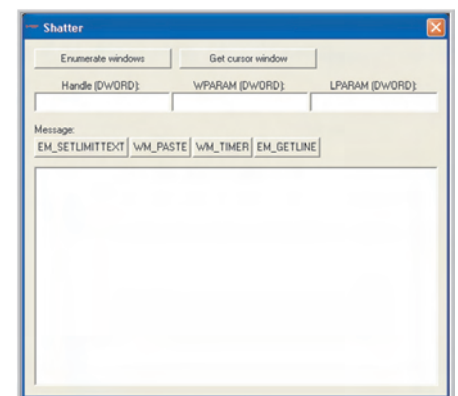 Shatter
Enumerate windows Get cursor window
Handle (DWORD): WPARAM (DWORD): LPARAM (DWORD):
Message:
EM_SETLIMITTEXT WM_PASTE WM_TIMER EM_GETLINE